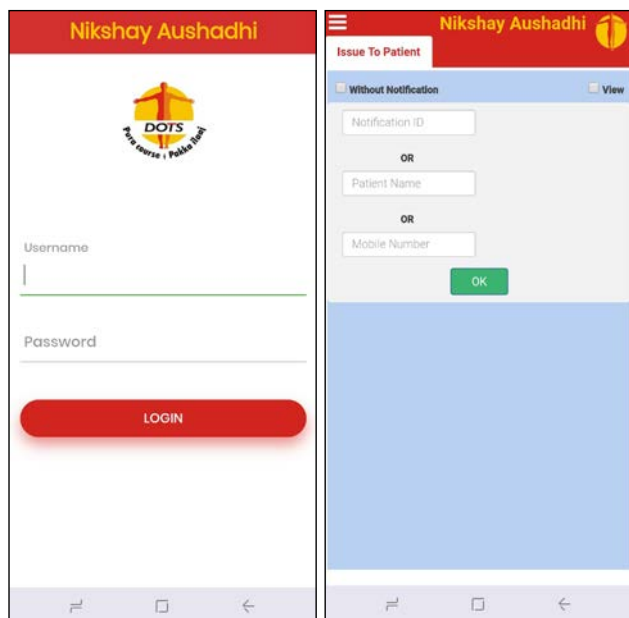 Nikshay Aushadhi
DOTS
Pura course : Pakka Ilaaj
Username
Password
LOGIN
Nikshay Aushadhi
Issue To Patient
Without Notification
View
Notification ID
OR
Patient Name
OR
Mobile Number
OK